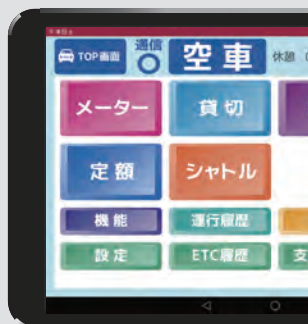 TOP画面
通信
空車
休憩
メーター
貸切
定額
シャトル
機能
運行履歴
設定
ETC履歴
支